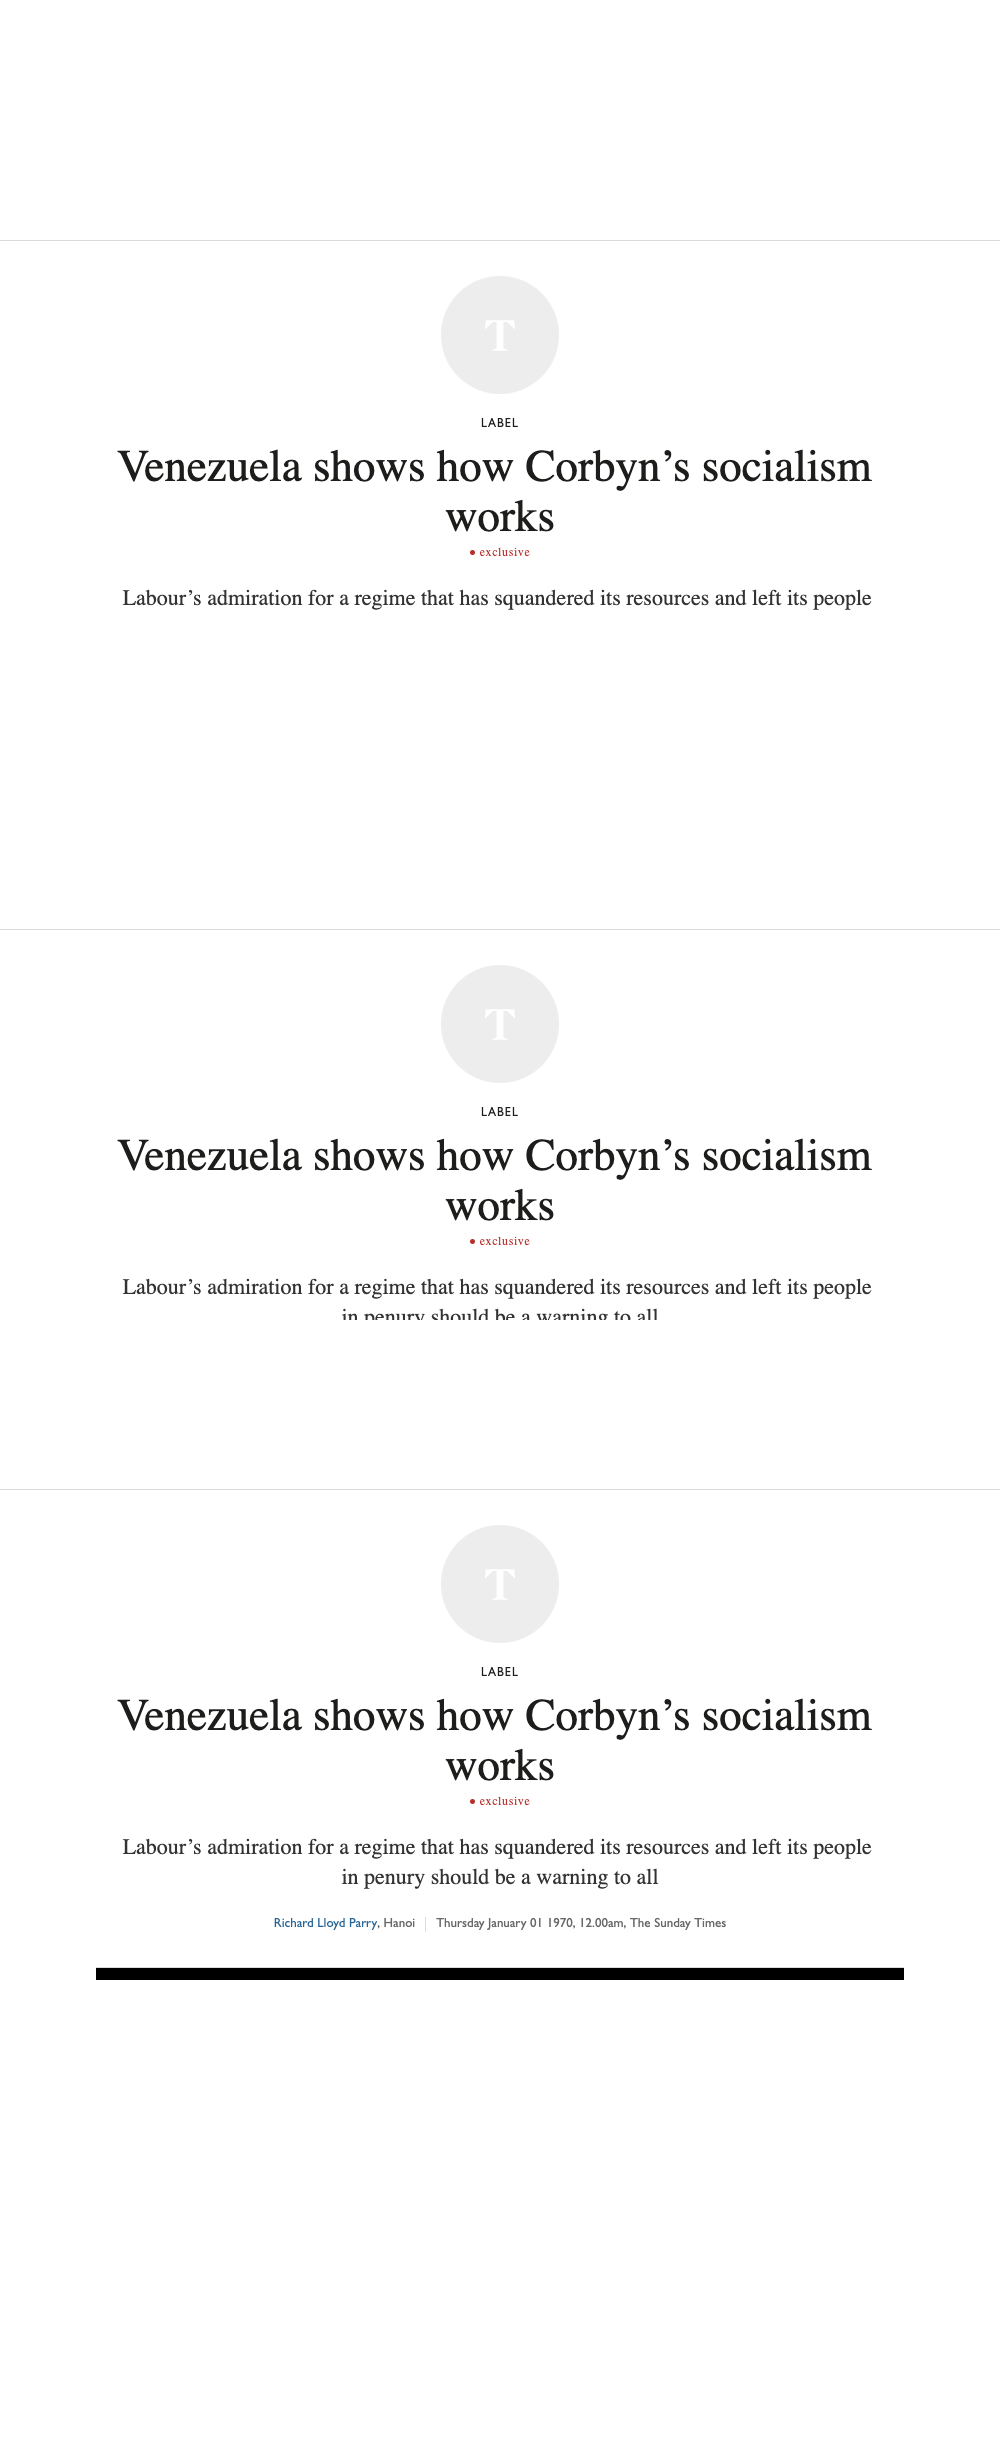 T
LABEL
Venezuela shows how Corbyn’s socialism
works
• exclusive
Labour’s admiration for a regime that has squandered its resources and left its people
T
LABEL
Venezuela shows how Corbyn’s socialism
works
• exclusive
Labour’s admiration for a regime that has squandered its resources and left its people
in penury should be a warning to all
T
LABEL
Venezuela shows how Corbyn’s socialism
works
• exclusive
Labour’s admiration for a regime that has squandered its resources and left its people
in penury should be a warning to all
Richard Lloyd Parry, Hanoi | Thursday January 01 1970, 12.00am, The Sunday Times